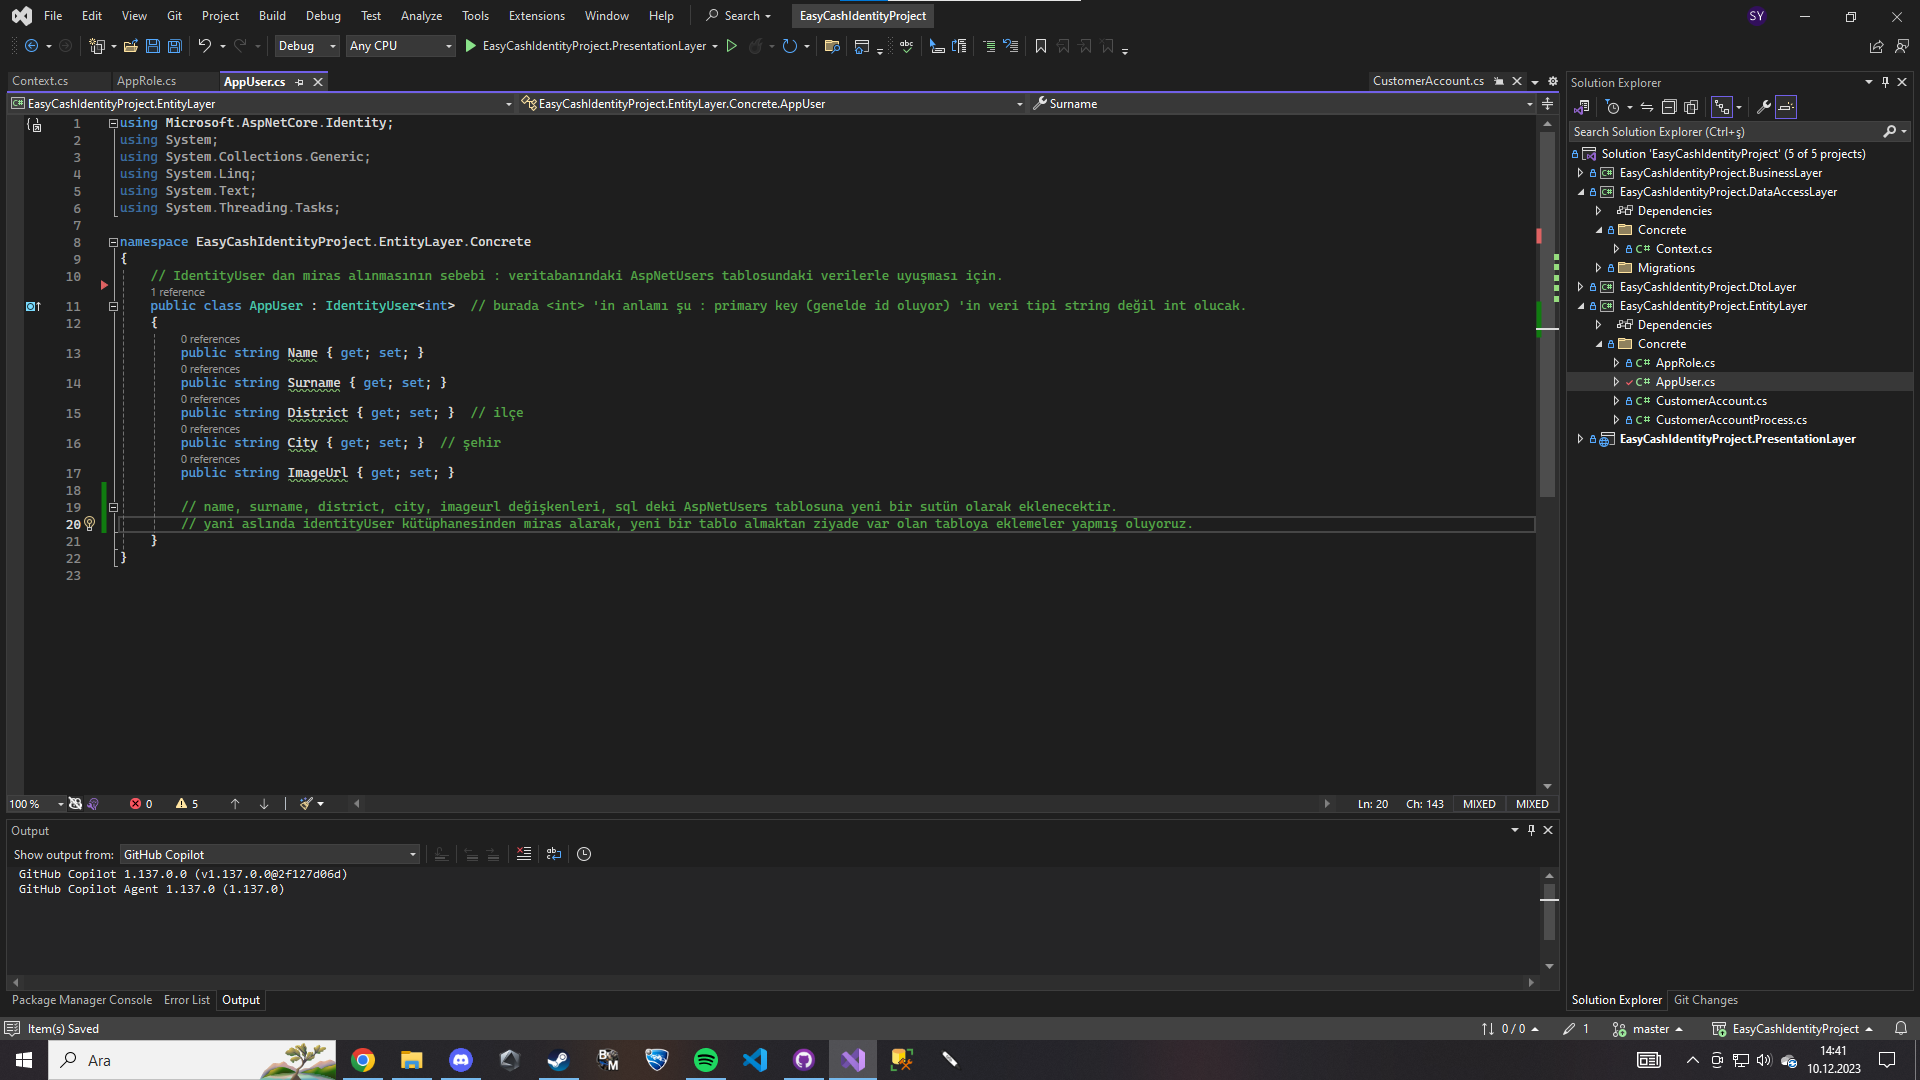 File Edit View Git Project Build Debug Test Analyze Tools Extensions Window Help Search EasyCashIdentityProject SY
Debug Any CPU EasyCashIdentityProject.PresentationLayer
Context.cs AppRole.cs AppUser.cs CustomerAccount.cs
EasyCashIdentityProject.EntityLayer EasyCashIdentityProject.EntityLayer.Concrete.AppUser Surname
1 using Microsoft.AspNetCore.Identity;
2 using System;
3 using System.Collections.Generic;
4 using System.Linq;
5 using System.Text;
6 using System.Threading.Tasks;
7
8 namespace EasyCashIdentityProject.EntityLayer.Concrete
9 {
10 // IdentityUser dan miras alınmasının sebebi : veritabanındaki AspNetUsers tablosundaki verilerle uyuşması için.
1 reference
11 public class AppUser : IdentityUser<int> // burada <int> 'in anlamı şu : primary key (genelde id oluyor) 'in veri tipi string değil int olucak.
12 {
0 references
13 public string Name { get; set; }
0 references
14 public string Surname { get; set; }
0 references
15 public string District { get; set; } // ilçe
0 references
16 public string City { get; set; } // şehir
0 references
17 public string ImageUrl { get; set; }
18
19 // name, surname, district, city, imageurl değişkenleri, sql deki AspNetUsers tablosuna yeni bir sutün olarak eklenecektir.
20 // yani aslında identityUser kütüphanesinden miras alarak, yeni bir tablo almaktan ziyade var olan tabloya eklemeler yapmış oluyoruz.
21 }
22 }
23
100 % 0 5 Ln: 20 Ch: 143 MIXED MIXED
Output
Show output from: GitHub Copilot
GitHub Copilot 1.137.0.0 (v1.137.0.0@2f127d06d)
GitHub Copilot Agent 1.137.0 (1.137.0)
Package Manager Console Error List Output
Solution Explorer
Search Solution Explorer (Ctrl+ş)
Solution 'EasyCashIdentityProject' (5 of 5 projects)
EasyCashIdentityProject.BusinessLayer
EasyCashIdentityProject.DataAccessLayer
Dependencies
Concrete
C# Context.cs
Migrations
EasyCashIdentityProject.DtoLayer
EasyCashIdentityProject.EntityLayer
Dependencies
Concrete
C# AppRole.cs
C# AppUser.cs
C# CustomerAccount.cs
C# CustomerAccountProcess.cs
EasyCashIdentityProject.PresentationLayer
Solution Explorer Git Changes
Item(s) Saved 0 / 0 1 master EasyCashIdentityProject
Ara 14:41
10.12.2023